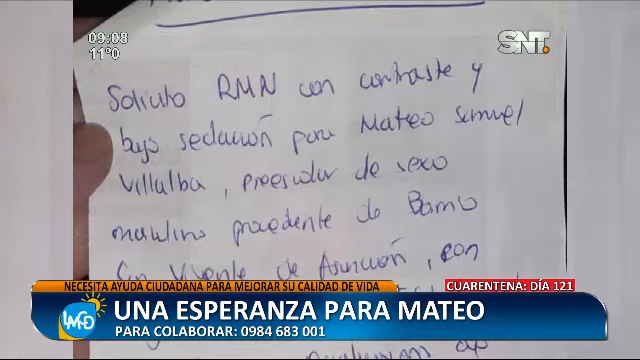 09:08
11°0
SNT.
Solicito RMN con contraste y
bajo sedación para Mateo Samuel
Villalba, preescolar de sexo
masculino procedente de Barrio
San Vicente de Asunción, con
NECESITA AYUDA CIUDADANA PARA MEJORAR SU CALIDAD DE VIDA
CUARENTENA: DÍA 121
UNA ESPERANZA PARA MATEO
PARA COLABORAR: 0984 683 001